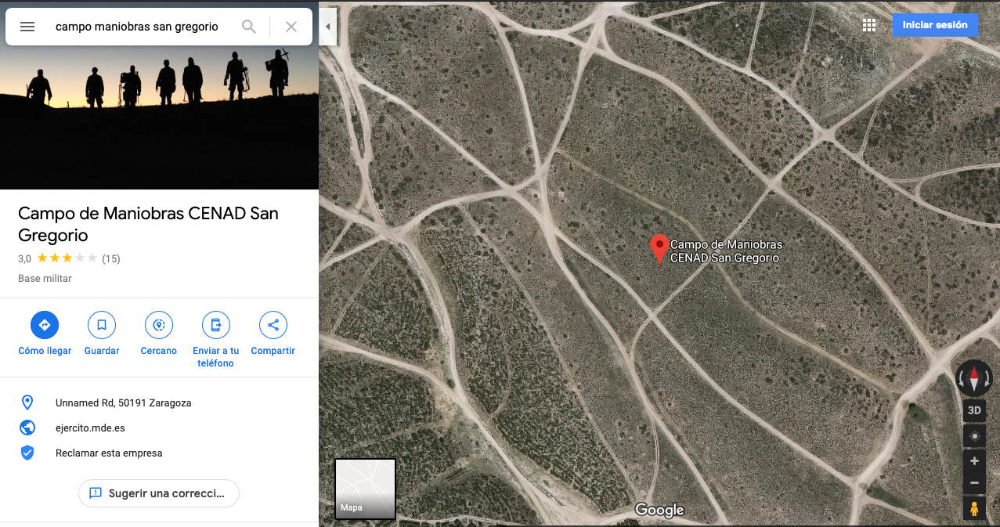 campo maniobras san gregorio
Iniciar sesión
Campo de Maniobras CENAD San
Gregorio
3,0 (15)
Base militar
Cómo llegar
Guardar
Cercano
Enviar a tu
teléfono
Compartir
Unnamed Rd, 50191 Zaragoza
ejercito.mde.es
Reclamar esta empresa
Sugerir una correcci...
Campo de Maniobras
CENAD San Gregorio
3D
Mapa
Google